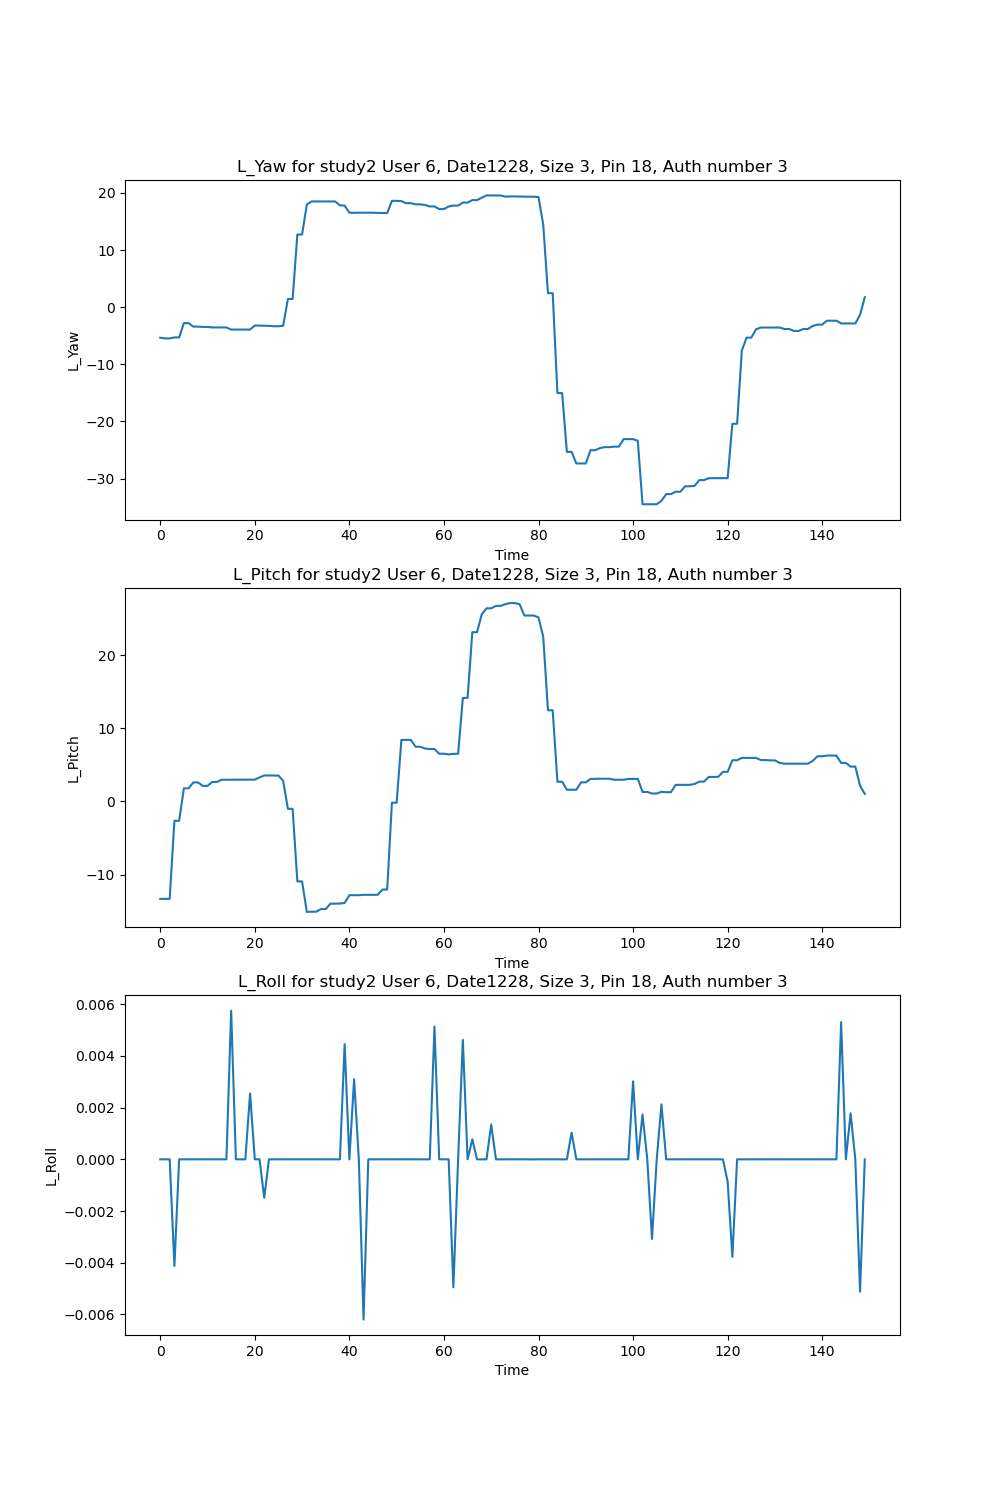 L_Yaw for study2 User 6, Date1228, Size 3, Pin 18, Auth number 3
20
10
0
−10
−20
−30
L_Yaw
0 20 40 60 80 100 120 140
Time
L_Pitch for study2 User 6, Date1228, Size 3, Pin 18, Auth number 3
20
10
0
−10
L_Pitch
0 20 40 60 80 100 120 140
Time
L_Roll for study2 User 6, Date1228, Size 3, Pin 18, Auth number 3
0.006
0.004
0.002
0.000
−0.002
−0.004
−0.006
L_Roll
0 20 40 60 80 100 120 140
Time